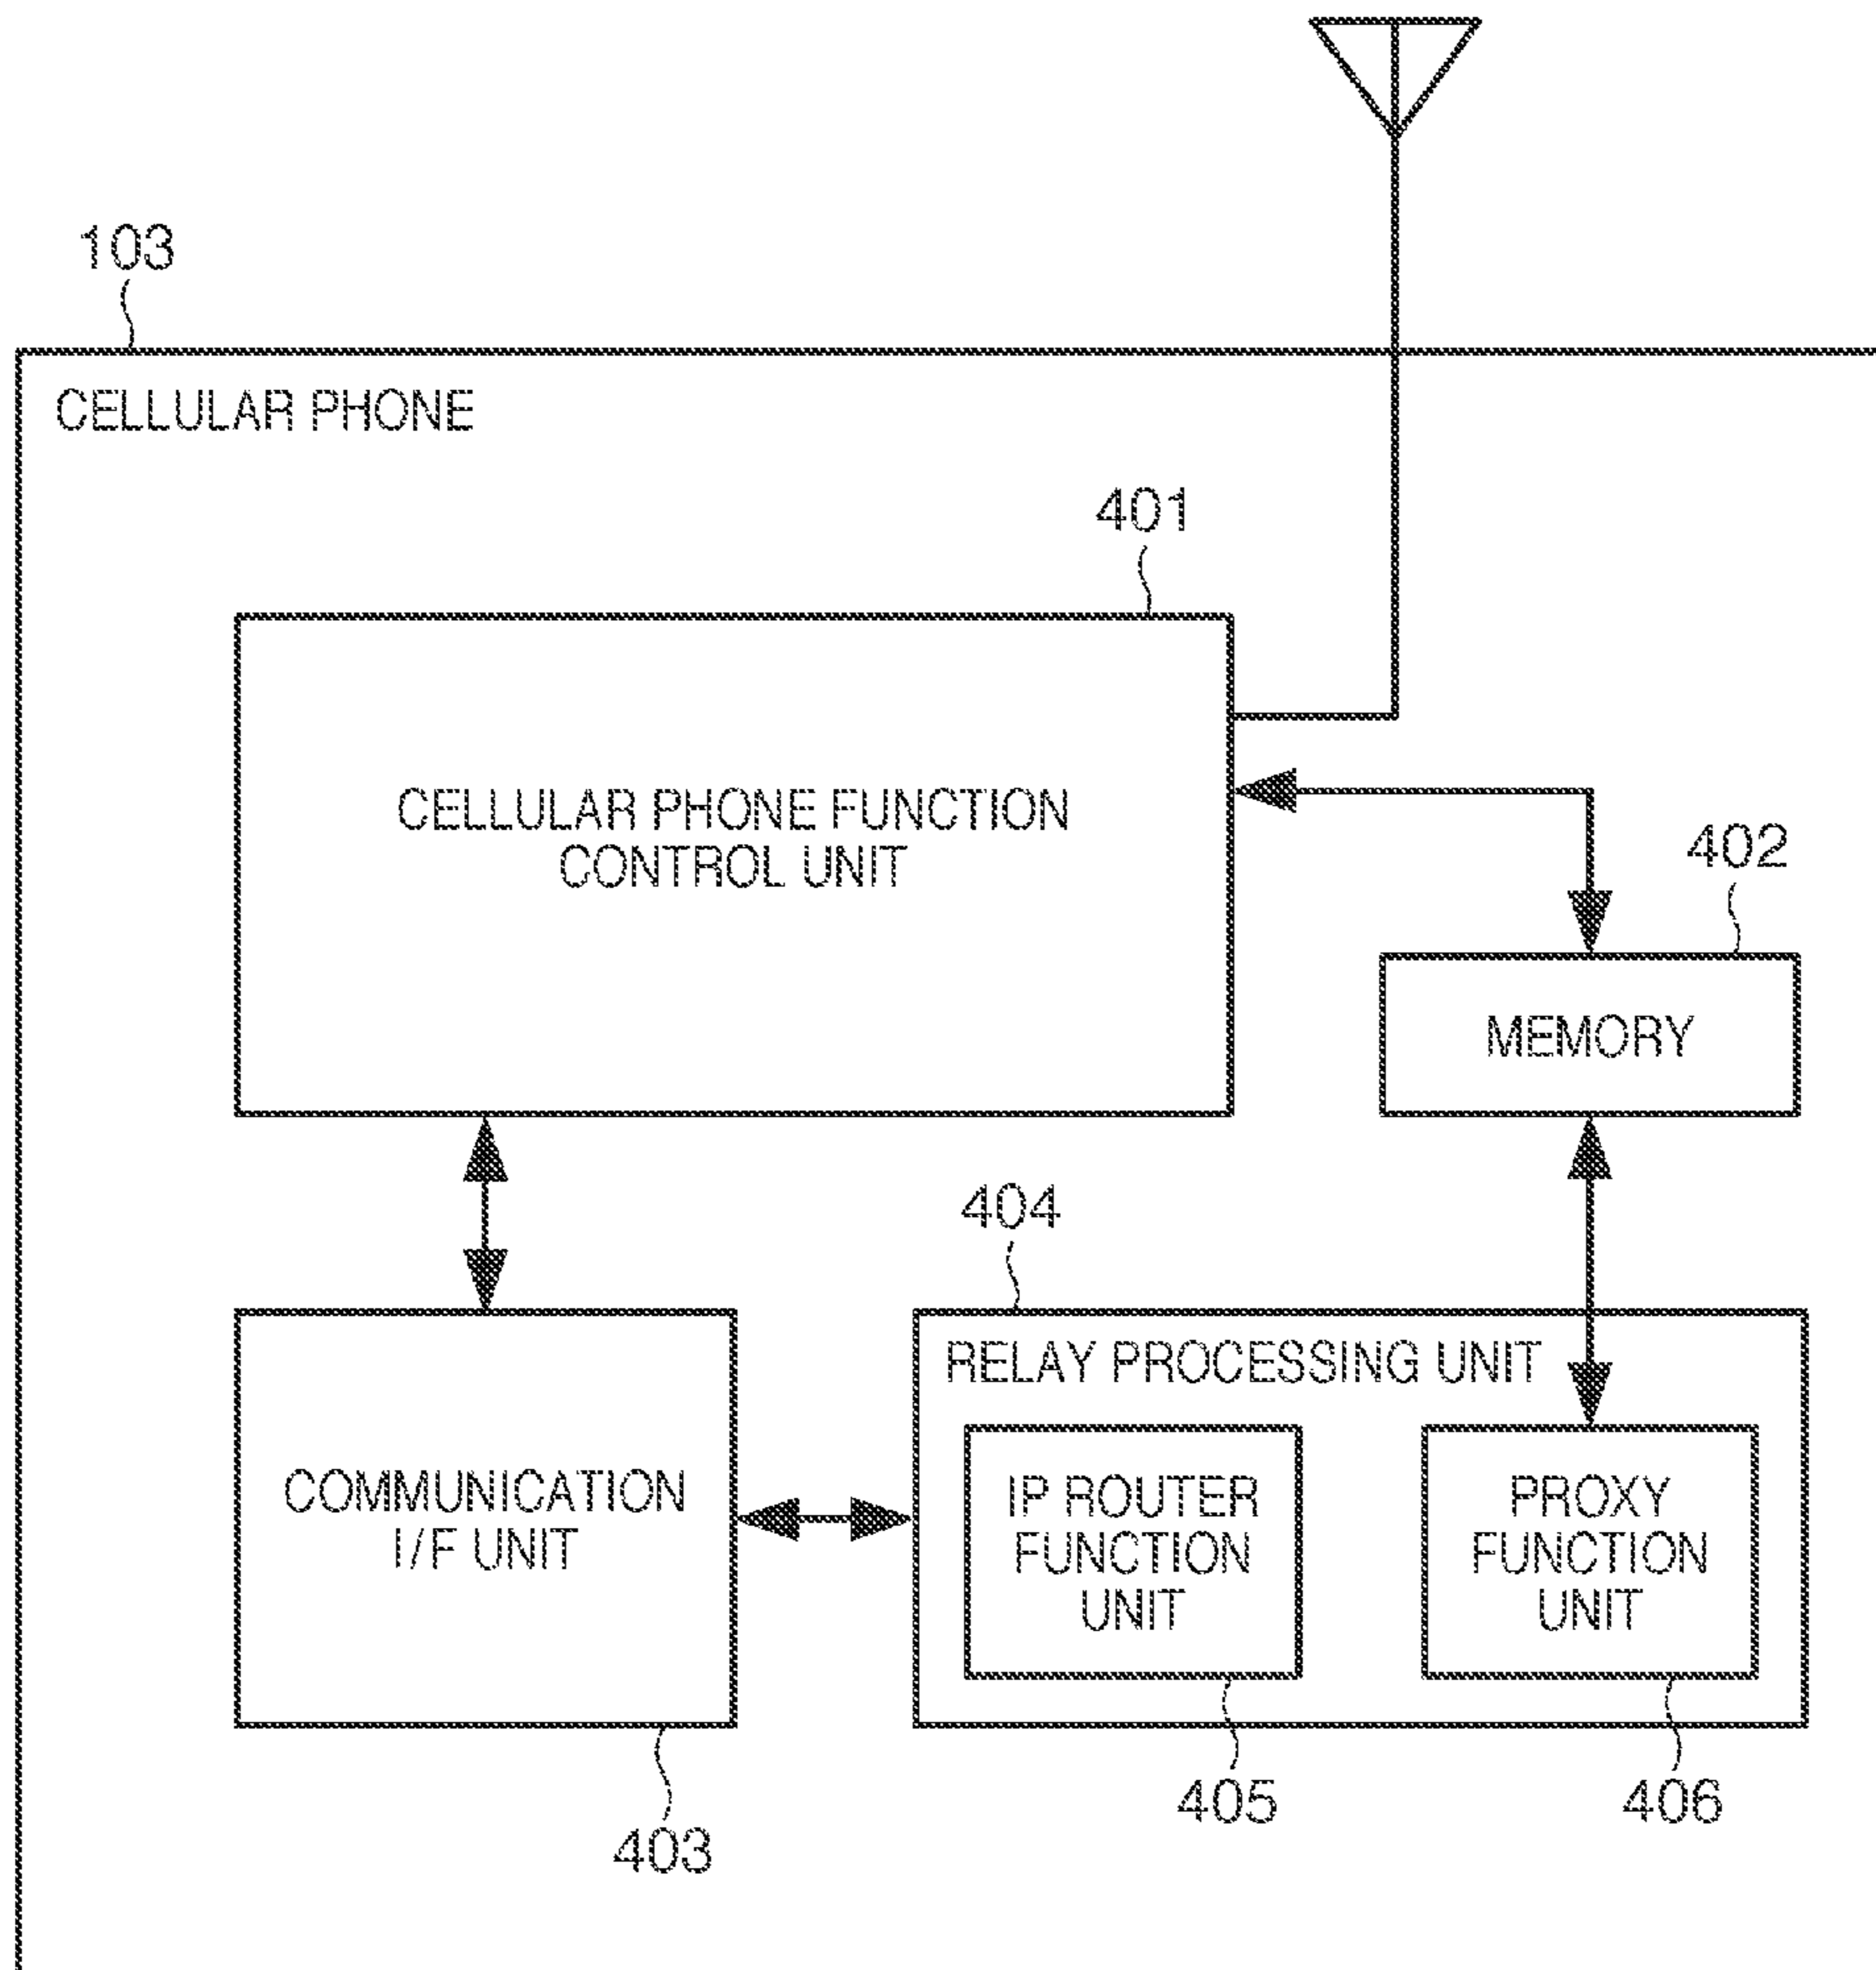 103
CELLULAR PHONE
401
CELLULAR PHONE FUNCTION
CONTROL UNIT
402
MEMORY
404
RELAY PROCESSING UNIT
COMMUNICATION
I/F UNIT
IP ROUTER
FUNCTION
UNIT
PROXY
FUNCTION
UNIT
405
406
403